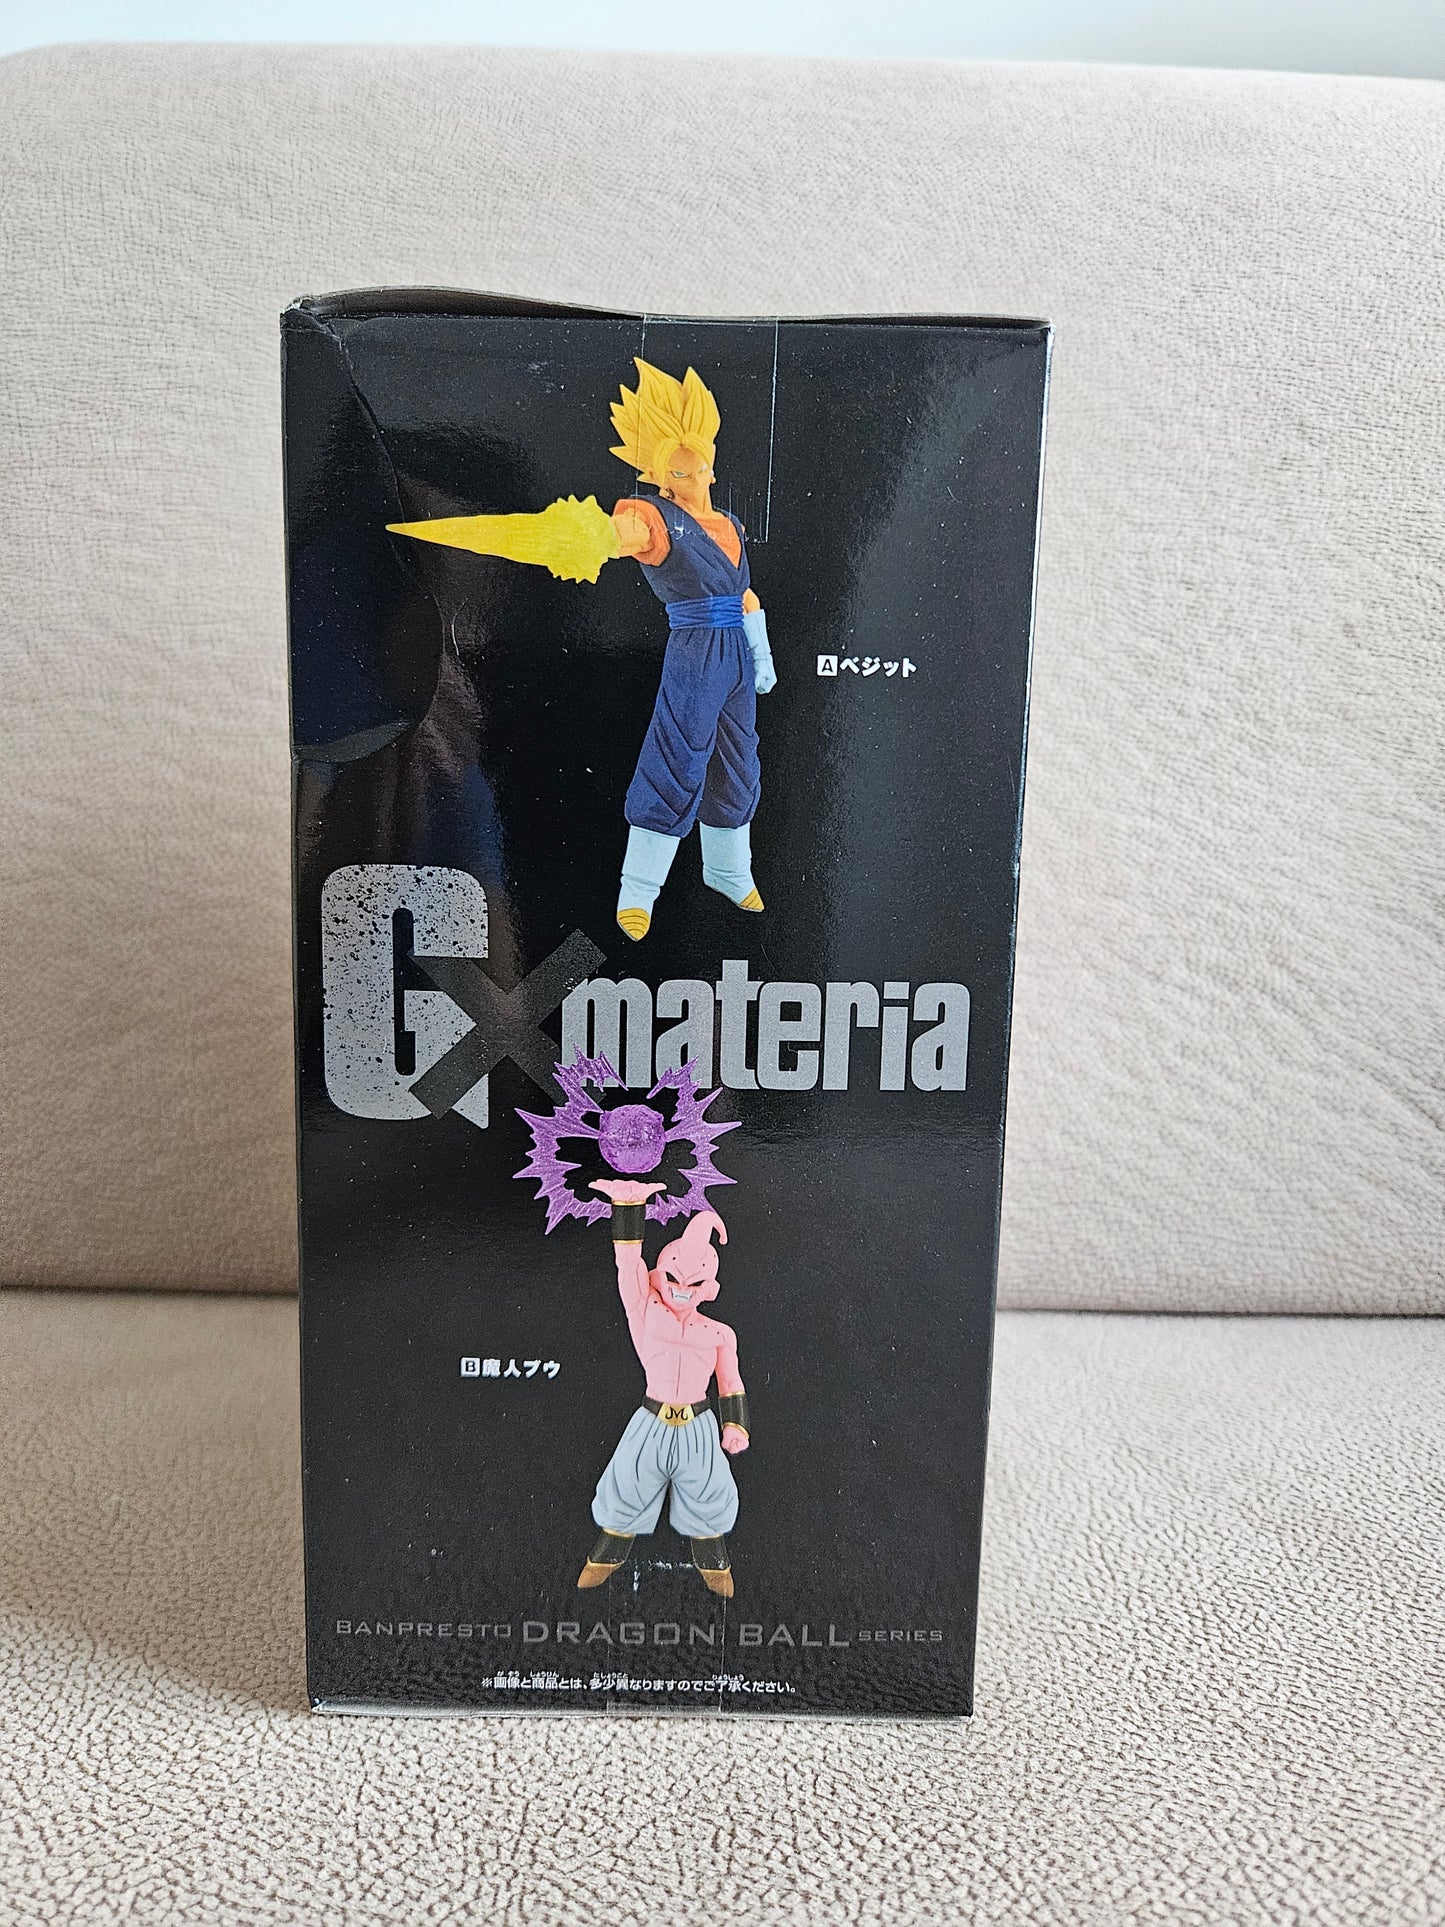 Aベジット
G×materia
B魔人ブウ
M
BANPRESTO DRAGON BALL SERIES
※画像と商品とは、多少異なりますのでご了承ください。